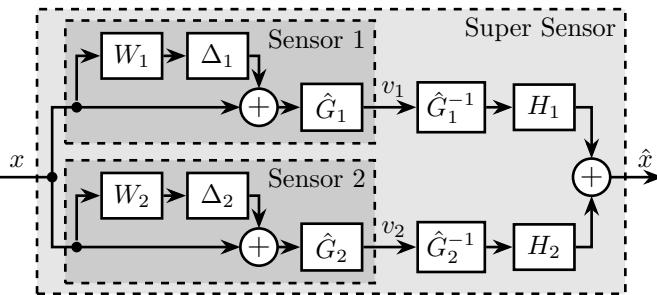 Super Sensor
Sensor 1
W₁ Δ₁
+ Ĝ₁ v₁ Ĝ₁⁻¹ H₁
x + x̂
Sensor 2
W₂ Δ₂
+ Ĝ₂ v₂ Ĝ₂⁻¹ H₂